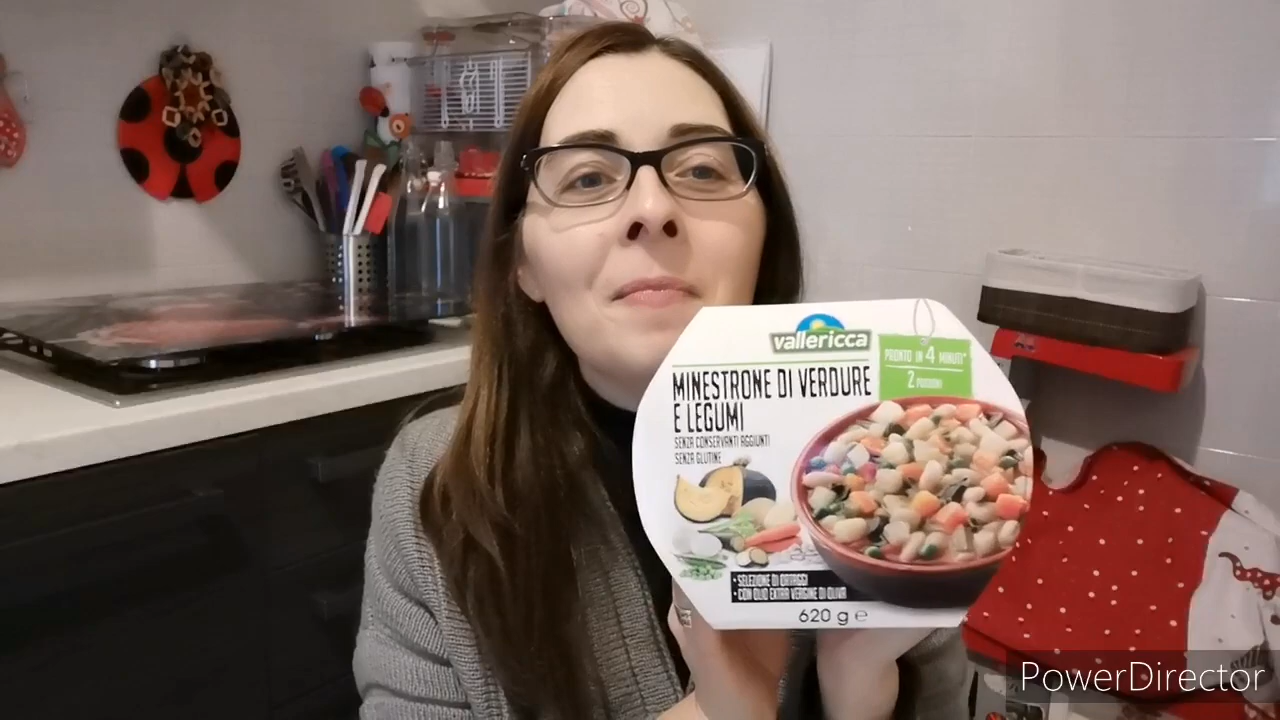 vallericca
PRONTO IN 4 MINUTI*
2 PORZIONI
MINESTRONE DI VERDURE
E LEGUMI
SENZA CONSERVANTI AGGIUNTI
SENZA GLUTINE
• SELEZIONE DI ORTAGGI
• CON OLIO EXTRA VERGINE DI OLIVA
620 g e
PowerDirector